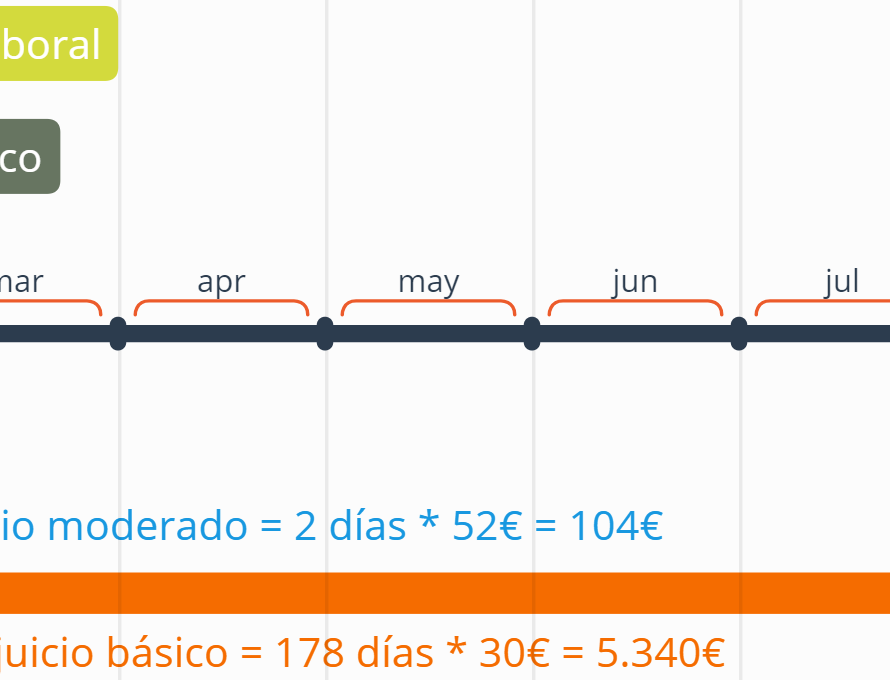 boral
co
mar apr may jun jul
io moderado = 2 días * 52€ = 104€
juicio básico = 178 días * 30€ = 5.340€